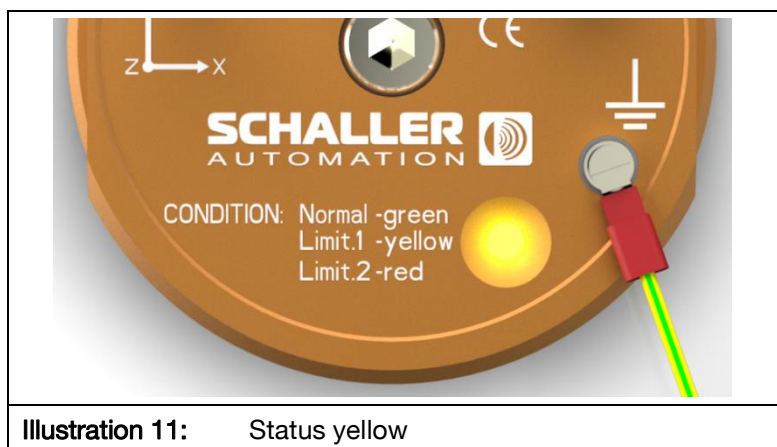 Z X
CE
SCHALLER
AUTOMATION
CONDITION: Normal -green
Limit.1 -yellow
Limit.2 -red
Illustration 11: Status yellow